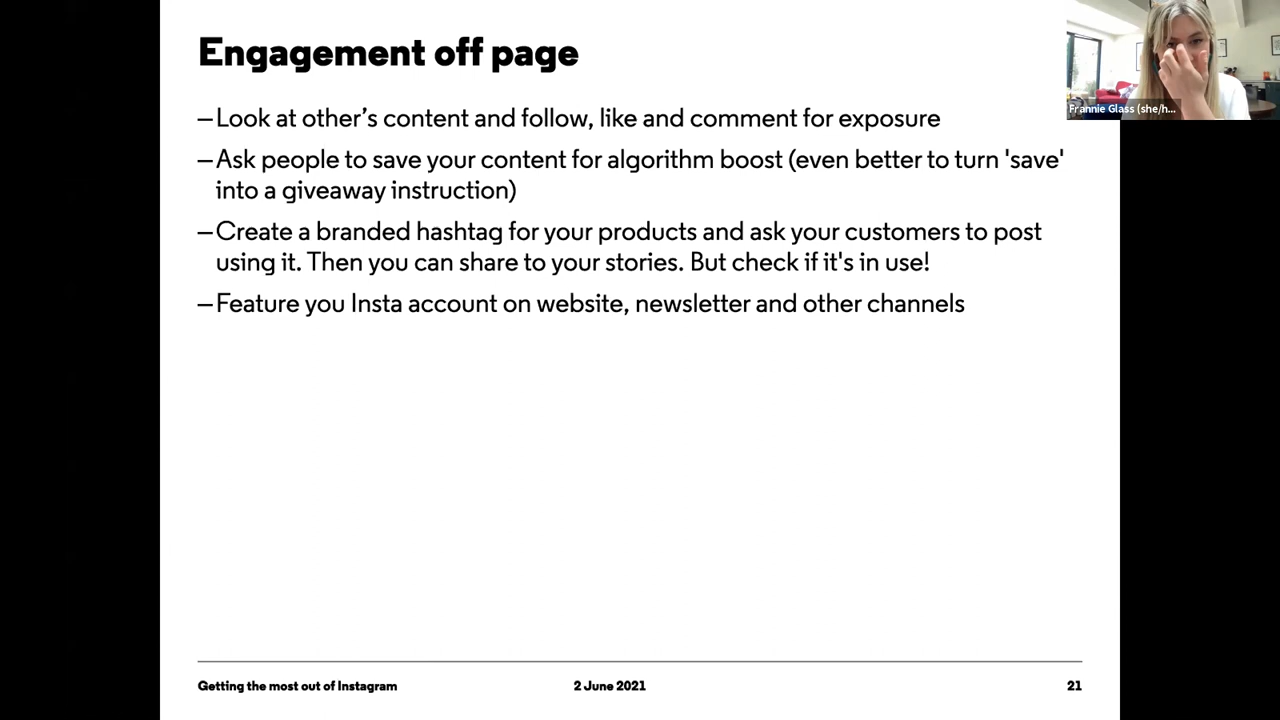 Engagement off page
–Look at other’s content and follow, like and comment for exposure
–Ask people to save your content for algorithm boost (even better to turn 'save'
into a giveaway instruction)
–Create a branded hashtag for your products and ask your customers to post
using it. Then you can share to your stories. But check if it's in use!
–Feature you Insta account on website, newsletter and other channels
Frannie Glass (she/h...
Getting the most out of Instagram
2 June 2021
21